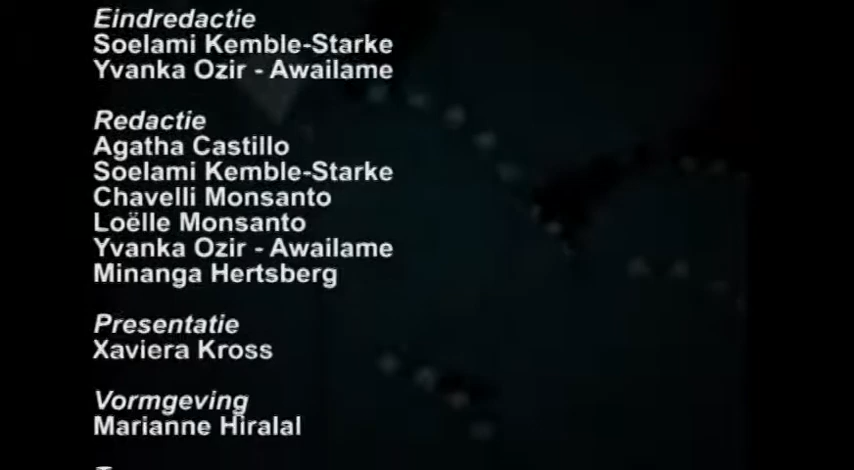 Eindredactie
Soelami Kemble-Starke
Yvanka Ozir - Awailame
Redactie
Agatha Castillo
Soelami Kemble-Starke
Chavelli Monsanto
Loëlle Monsanto
Yvanka Ozir - Awailame
Minanga Hertsberg
Presentatie
Xaviera Kross
Vormgeving
Marianne Hiralal